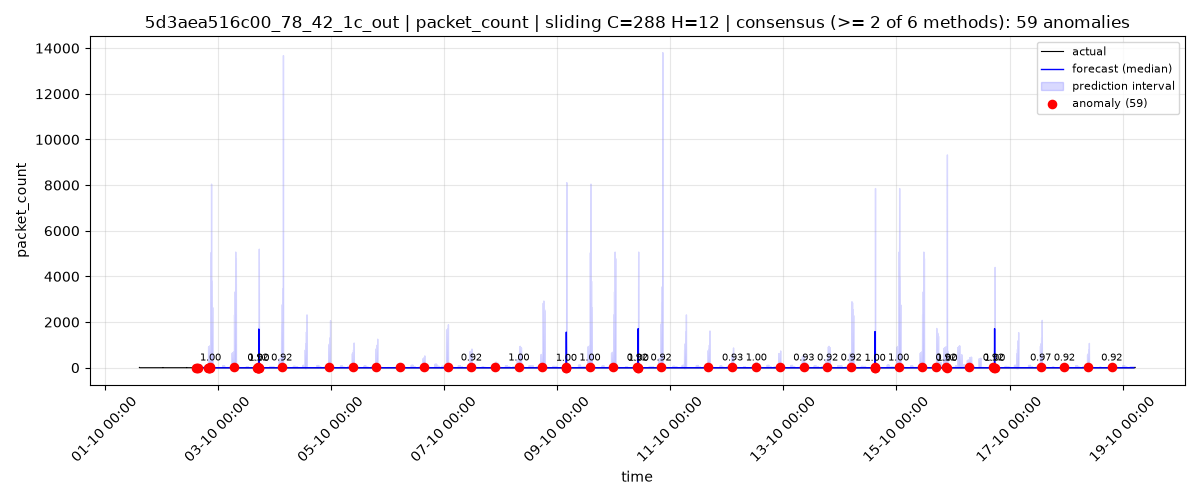 5d3aea516c00_78_42_1c_out | packet_count | sliding C=288 H=12 | consensus (>= 2 of 6 methods): 59 anomalies
packet_count
14000
12000
10000
8000
6000
4000
2000
0
actual
forecast (median)
prediction interval
anomaly (59)
1.00 0.92 0.92 1.00 1.00 1.00 0.92 0.92 0.93 1.00 0.93 0.92 0.92 1.00 1.00 0.97 0.92 0.92
01-10 00:00 03-10 00:00 05-10 00:00 07-10 00:00 09-10 00:00 11-10 00:00 13-10 00:00 15-10 00:00 17-10 00:00 19-10 00:00
time